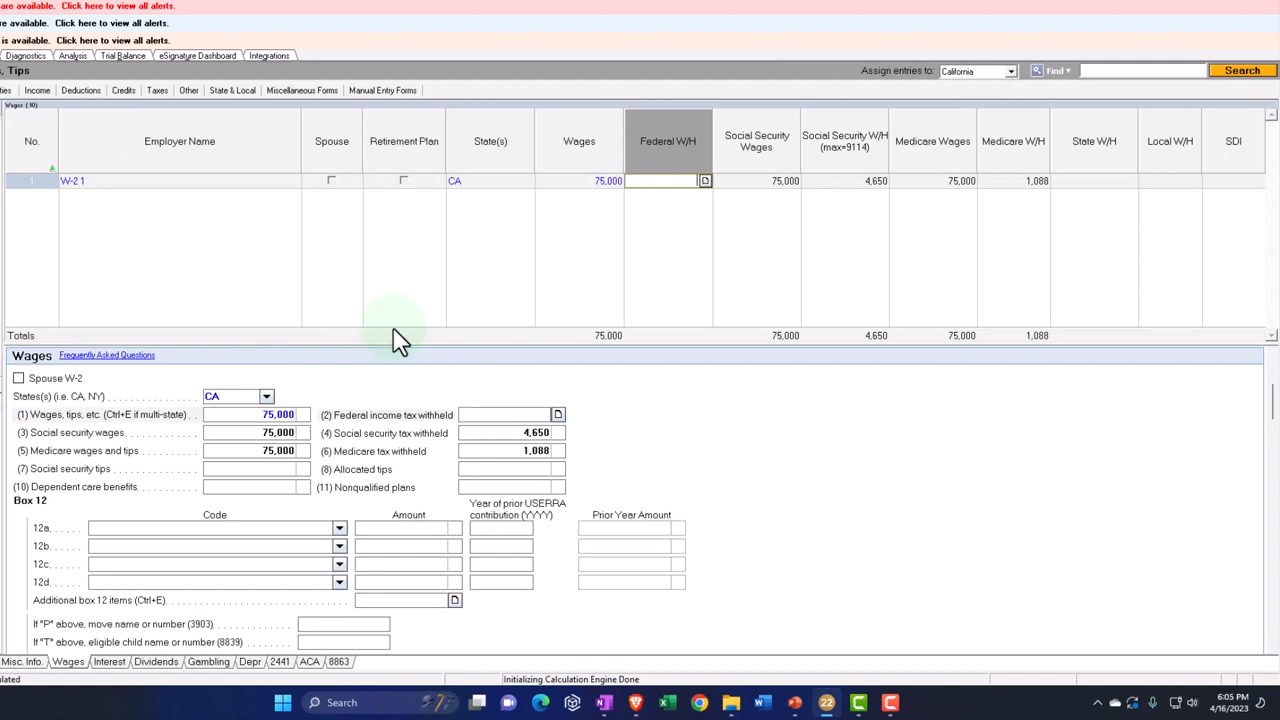 are available. Click here to view all alerts.
re available. Click here to view all alerts.
is available. Click here to view all alerts.
Diagnostics Analysis Trial Balance eSignature Dashboard Integrations
, Tips Assign entries to: California Find Search
ties Income Deductions Credits Taxes Other State & Local Miscellaneous Forms Manual Entry Forms
Wages (10)
No. Employer Name Spouse Retirement Plan State(s) Wages Federal W/H Social Security Wages Social Security W/H (max=9114) Medicare Wages Medicare W/H State W/H Local W/H SDI
1 W-2 1 CA 75,000 75,000 4,650 75,000 1,088
Totals 75,000 75,000 4,650 75,000 1,088
Wages Frequently Asked Questions
Spouse W-2
States(s) (i.e. CA, NY) CA
(1) Wages, tips, etc. (Ctrl+E if multi-state) 75,000 (2) Federal income tax withheld
(3) Social security wages 75,000 (4) Social security tax withheld 4,650
(5) Medicare wages and tips 75,000 (6) Medicare tax withheld 1,088
(7) Social security tips (8) Allocated tips
(10) Dependent care benefits (11) Nonqualified plans
Box 12
Code Amount Year of prior USERRA contribution (YYYY) Prior Year Amount
12a
12b
12c
12d
Additional box 12 items (Ctrl+E)
If "P" above, move name or number (3903)
If "T" above, eligible child name or number (8839)
Misc. Info. Wages Interest Dividends Gambling Depr 2441 ACA 8863
ulated Initializing Calculation Engine Done
Search 22 6:05 PM
4/16/2023